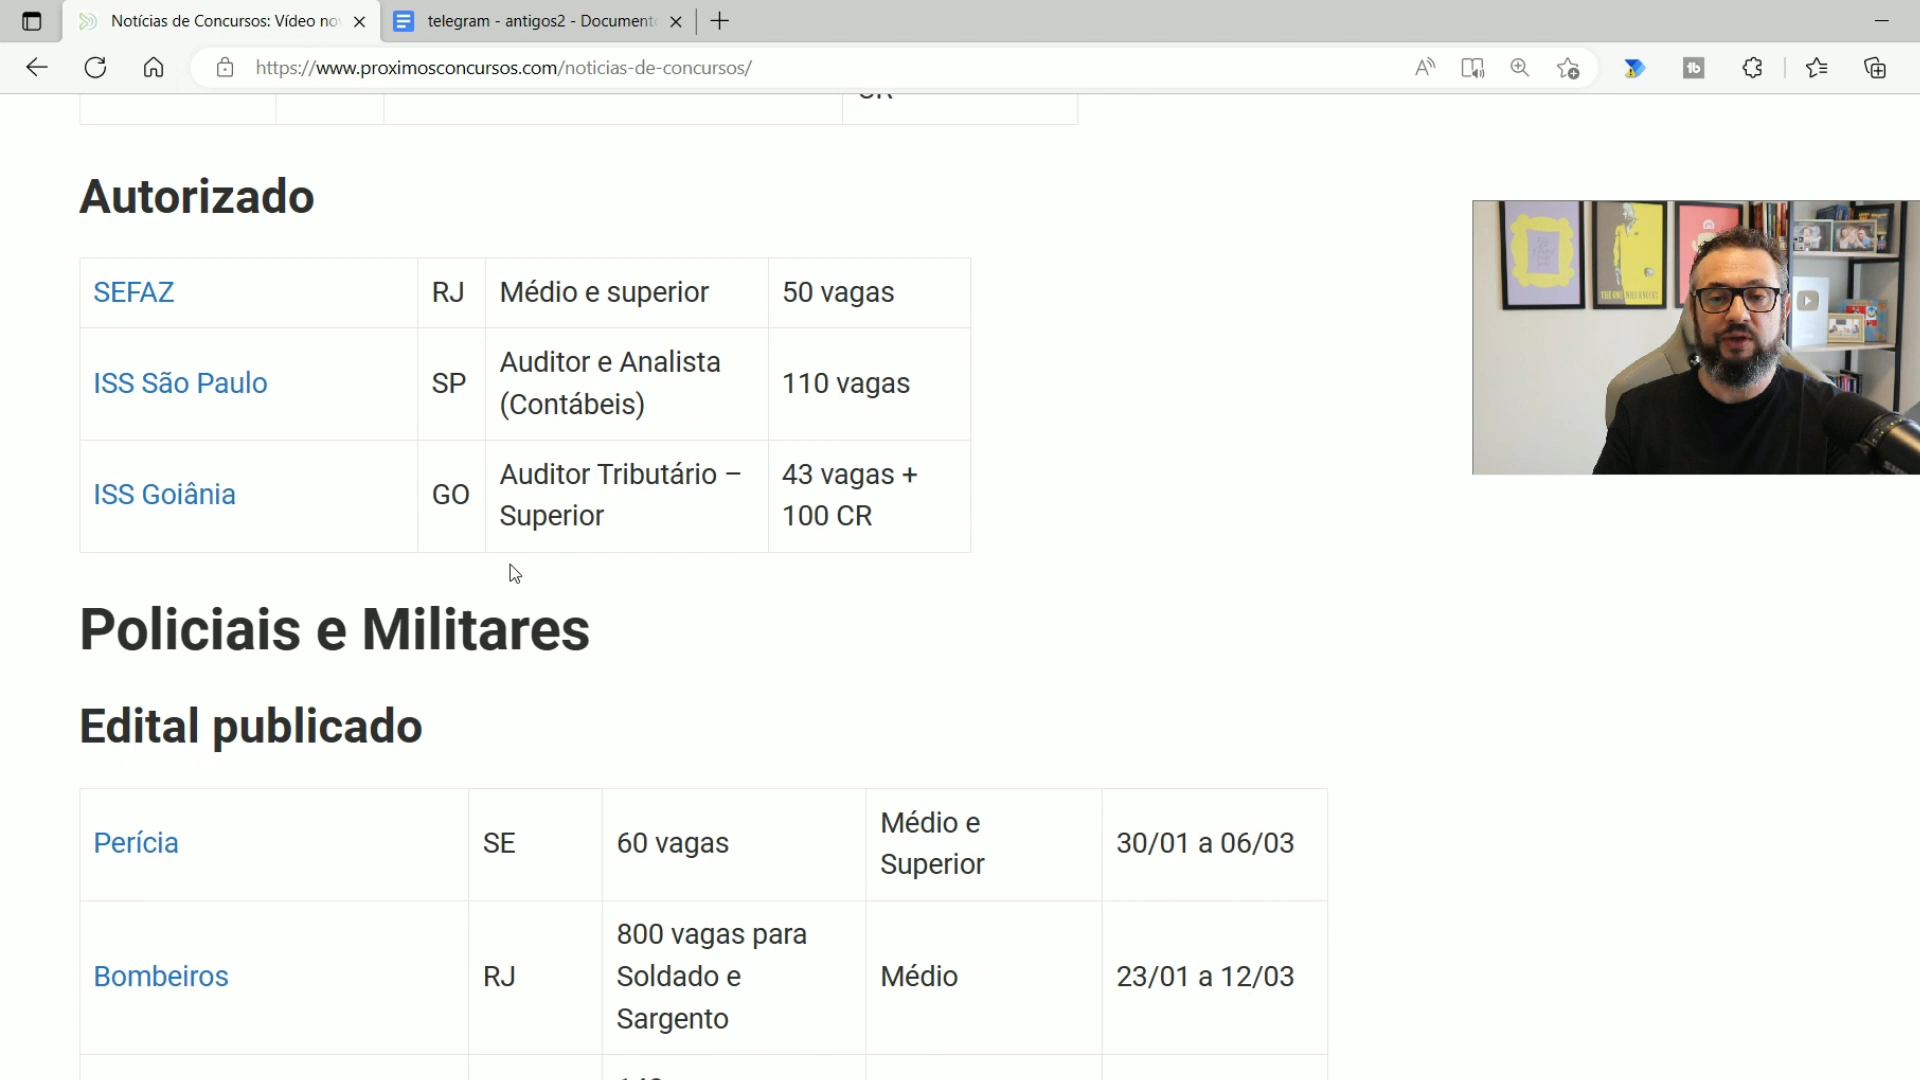 Notícias de Concursos: Vídeo no
telegram - antigos2 - Document
https://www.proximosconcursos.com/noticias-de-concursos/
CR
Autorizado
SEFAZ
RJ
Médio e superior
50 vagas
ISS São Paulo
SP
Auditor e Analista
(Contábeis)
110 vagas
ISS Goiânia
GO
Auditor Tributário –
Superior
43 vagas +
100 CR
Policiais e Militares
Edital publicado
Perícia
SE
60 vagas
Médio e
Superior
30/01 a 06/03
Bombeiros
RJ
800 vagas para
Soldado e
Sargento
Médio
23/01 a 12/03